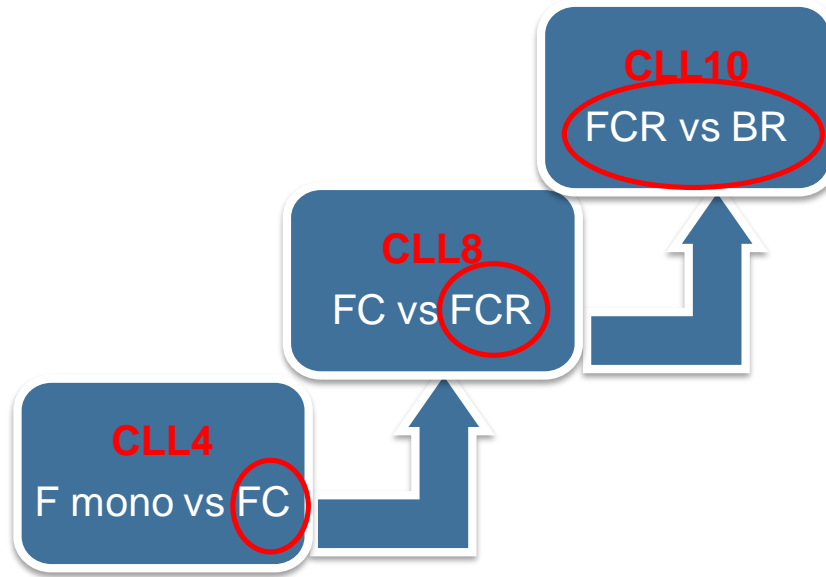 CLL10
FCR vs BR
CLL8
FC vs FCR
CLL4
F mono vs FC